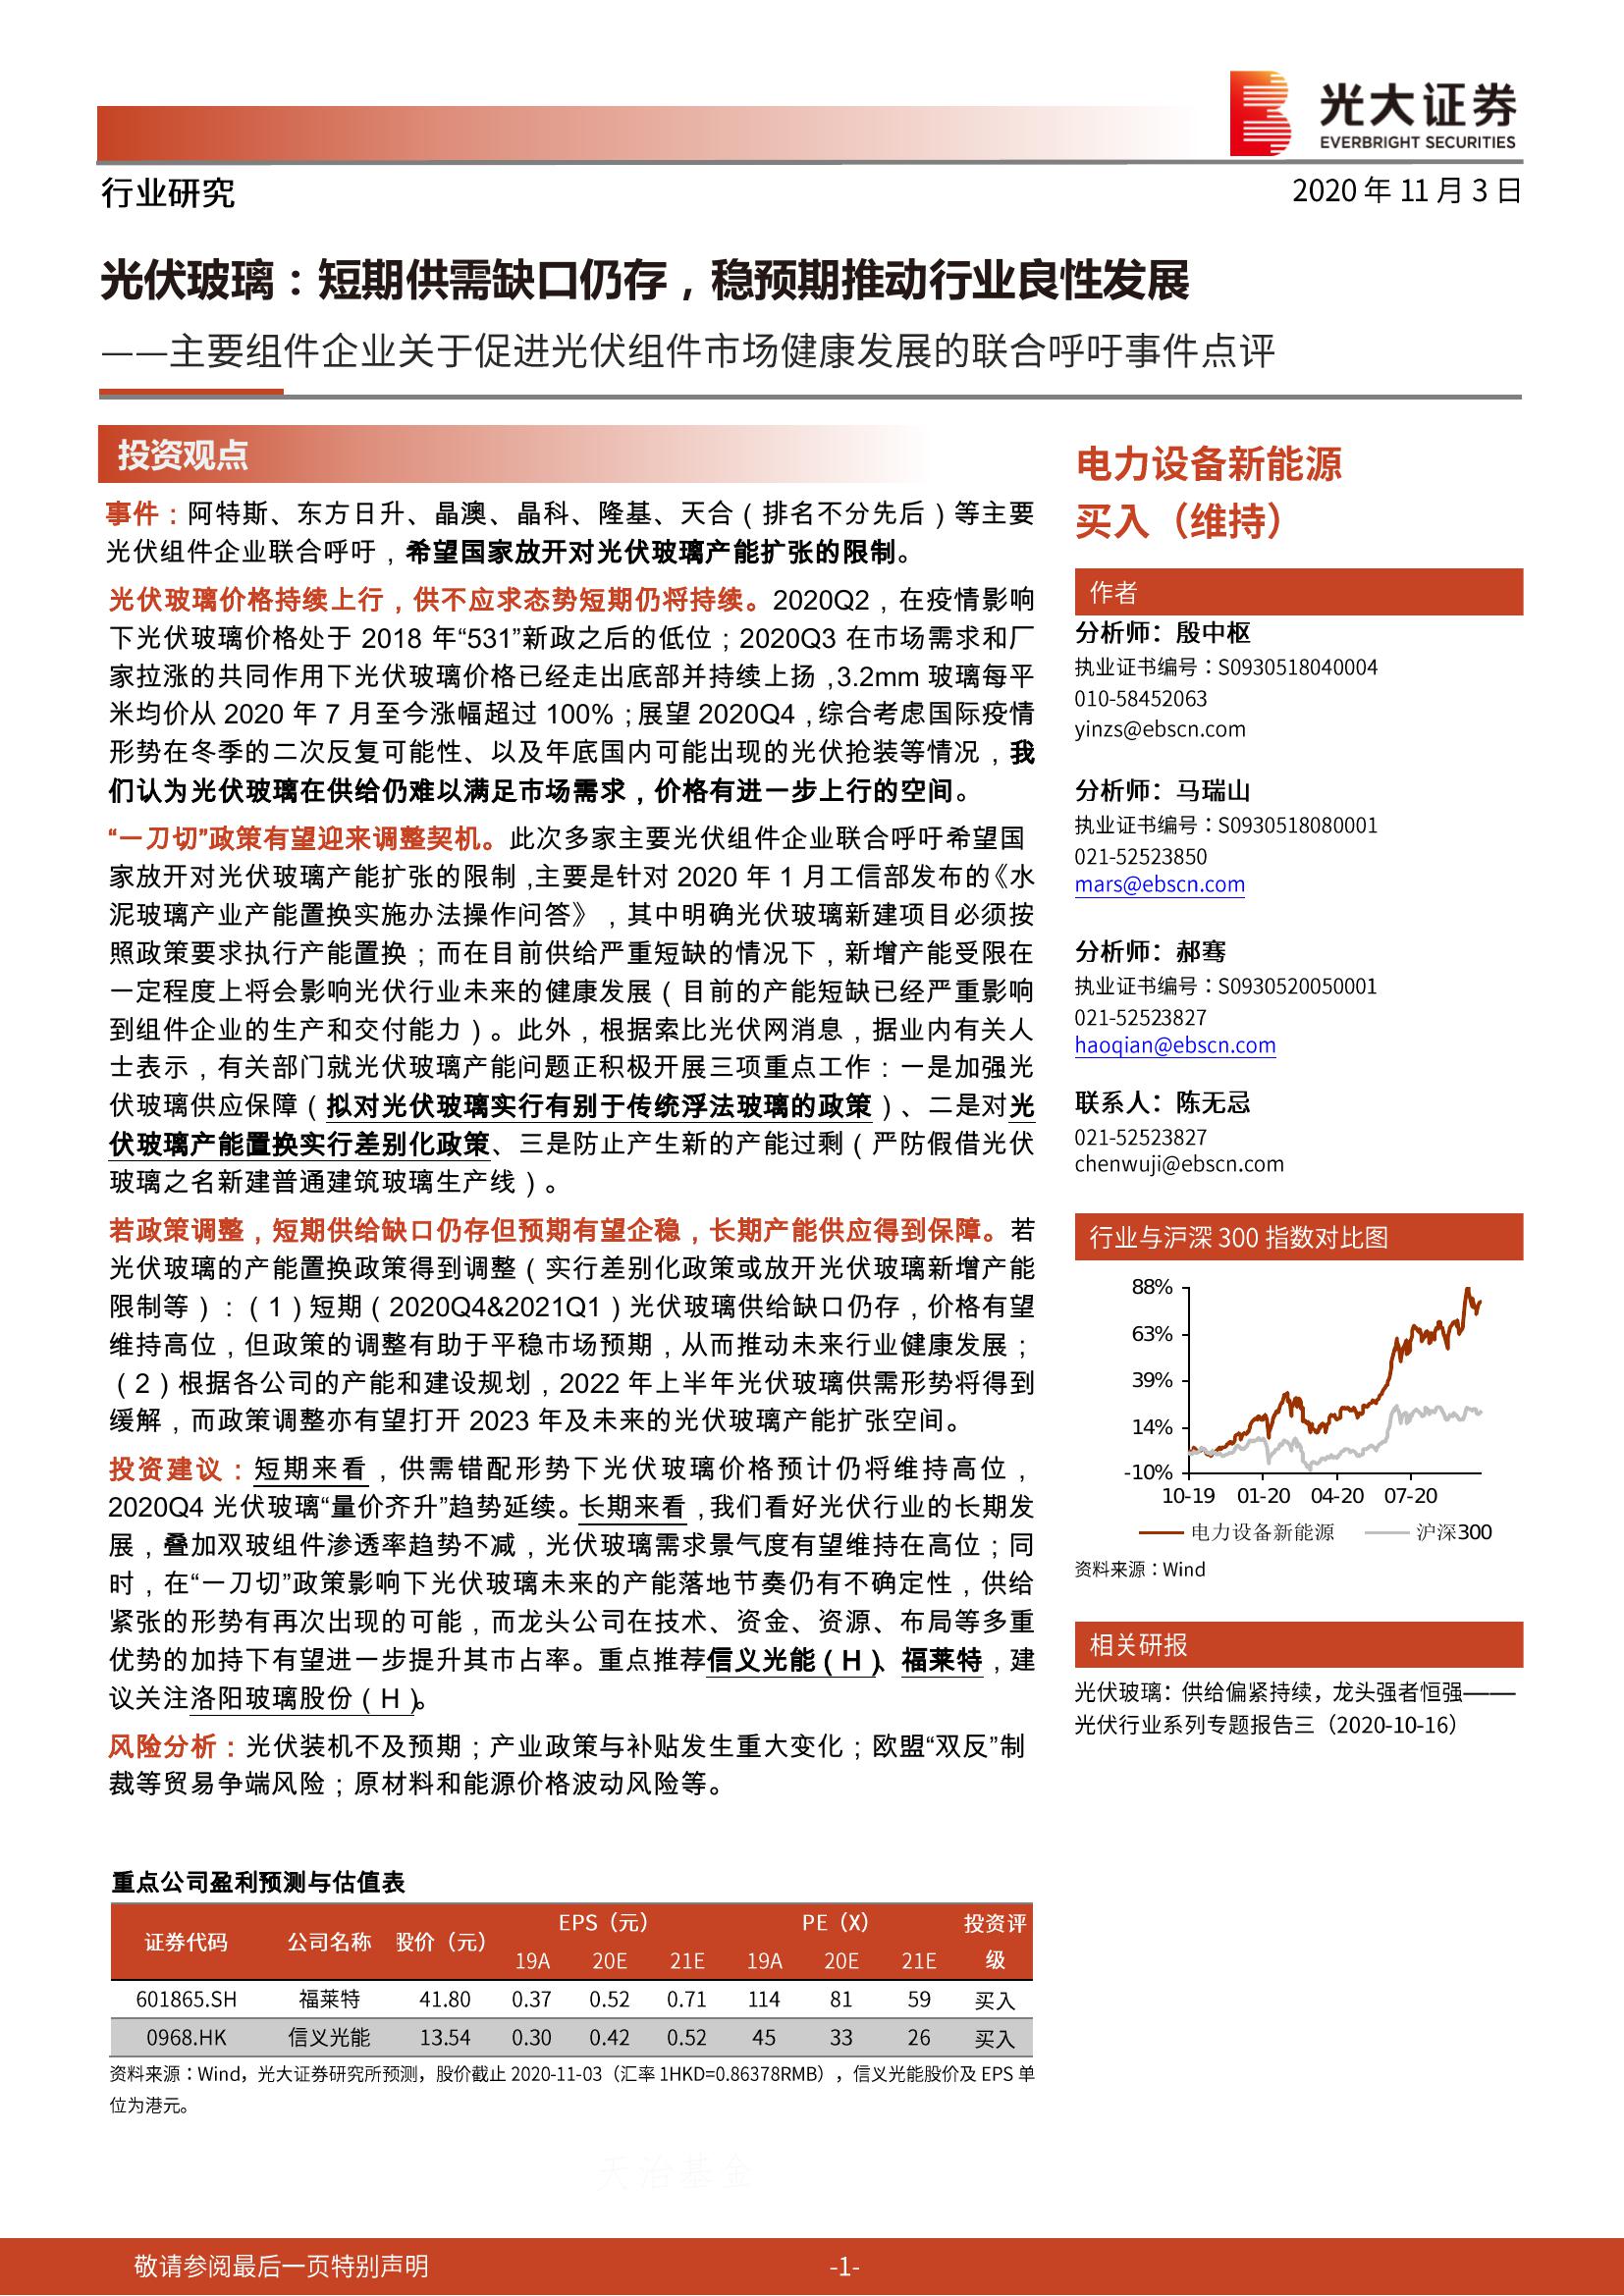 光大证券
EVERBRIGHT SECURITIES
行业研究
2020 年 11 月 3 日
光伏玻璃：短期供需缺口仍存，稳预期推动行业良性发展
——主要组件企业关于促进光伏组件市场健康发展的联合呼吁事件点评
投资观点
事件：阿特斯、东方日升、晶澳、晶科、隆基、天合（排名不分先后）等主要
光伏组件企业联合呼吁，希望国家放开对光伏玻璃产能扩张的限制。
光伏玻璃价格持续上行，供不应求态势短期仍将持续。2020Q2，在疫情影响
下光伏玻璃价格处于 2018 年“531”新政之后的低位；2020Q3 在市场需求和厂
家拉涨的共同作用下光伏玻璃价格已经走出底部并持续上扬，3.2mm 玻璃每平
米均价从 2020 年 7 月至今涨幅超过 100%；展望 2020Q4，综合考虑国际疫情
形势在冬季的二次反复可能性、以及年底国内可能出现的光伏抢装等情况，我
们认为光伏玻璃在供给仍难以满足市场需求，价格有进一步上行的空间。
“一刀切”政策有望迎来调整契机。此次多家主要光伏组件企业联合呼吁希望国
家放开对光伏玻璃产能扩张的限制，主要是针对 2020 年 1 月工信部发布的《水
泥玻璃产业产能置换实施办法操作问答》，其中明确光伏玻璃新建项目必须按
照政策要求执行产能置换；而在目前供给严重短缺的情况下，新增产能受限在
一定程度上将会影响光伏行业未来的健康发展（目前的产能短缺已经严重影响
到组件企业的生产和交付能力）。此外，根据索比光伏网消息，据业内有关人
士表示，有关部门就光伏玻璃产能问题正积极开展三项重点工作：一是加强光
伏玻璃供应保障（拟对光伏玻璃实行有别于传统浮法玻璃的政策）、二是对光
伏玻璃产能置换实行差别化政策、三是防止产生新的产能过剩（严防假借光伏
玻璃之名新建普通建筑玻璃生产线）。
若政策调整，短期供给缺口仍存但预期有望企稳，长期产能供应得到保障。若
光伏玻璃的产能置换政策得到调整（实行差别化政策或放开光伏玻璃新增产能
限制等）：（1）短期（2020Q4&2021Q1）光伏玻璃供给缺口仍存，价格有望
维持高位，但政策的调整有助于平稳市场预期，从而推动未来行业健康发展；
（2）根据各公司的产能和建设规划，2022 年上半年光伏玻璃供需形势将得到
缓解，而政策调整亦有望打开 2023 年及未来的光伏玻璃产能扩张空间。
投资建议：短期来看，供需错配形势下光伏玻璃价格预计仍将维持高位，
2020Q4 光伏玻璃“量价齐升”趋势延续。长期来看，我们看好光伏行业的长期发
展，叠加双玻组件渗透率趋势不减，光伏玻璃需求景气度有望维持在高位；同
时，在“一刀切”政策影响下光伏玻璃未来的产能落地节奏仍有不确定性，供给
紧张的形势有再次出现的可能，而龙头公司在技术、资金、资源、布局等多重
优势的加持下有望进一步提升其市占率。重点推荐信义光能（H）、福莱特，建
议关注洛阳玻璃股份（H）。
风险分析：光伏装机不及预期；产业政策与补贴发生重大变化；欧盟“双反”制
裁等贸易争端风险；原材料和能源价格波动风险等。
重点公司盈利预测与估值表
证券代码 公司名称 股价（元） EPS（元） PE（X） 投资评级
19A 20E 21E 19A 20E 21E
601865.SH 福莱特 41.80 0.37 0.52 0.71 114 81 59 买入
0968.HK 信义光能 13.54 0.30 0.42 0.52 45 33 26 买入
资料来源：Wind，光大证券研究所预测，股价截止 2020-11-03（汇率 1HKD=0.86378RMB），信义光能股价及 EPS 单
位为港元。
电力设备新能源
买入（维持）
作者
分析师：殷中枢
执业证书编号：S0930518040004
010-58452063
yinzs@ebscn.com
分析师：马瑞山
执业证书编号：S0930518080001
021-52523850
mars@ebscn.com
分析师：郝骞
执业证书编号：S0930520050001
021-52523827
haoqian@ebscn.com
联系人：陈无忌
021-52523827
chenwuji@ebscn.com
行业与沪深 300 指数对比图
88%
63%
39%
14%
-10%
10-19 01-20 04-20 07-20
电力设备新能源 沪深300
资料来源：Wind
相关研报
光伏玻璃：供给偏紧持续，龙头强者恒强——
光伏行业系列专题报告三（2020-10-16）
天治基金
敬请参阅最后一页特别声明
-1-